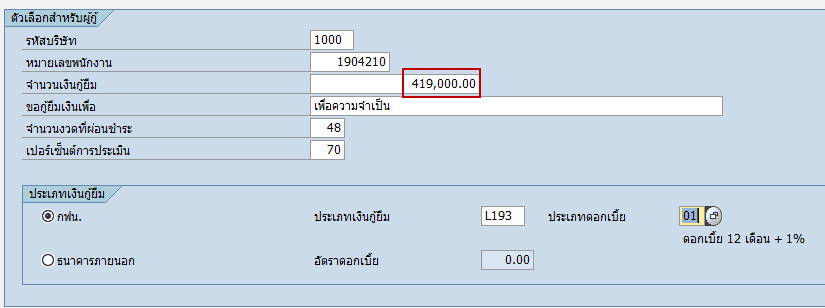 ตัวเลือกสำหรับผู้กู้
รหัสบริษัท 1000
หมายเลขพนักงาน 1904210
จำนวนเงินกู้ยืม 419,000.00
ขอกู้ยืมเงินเพื่อ เพื่อความจำเป็น
จำนวนงวดที่ผ่อนชำระ 48
เปอร์เซ็นต์การประเมิน 70
ประเภทเงินกู้ยืม
กฟน. ประเภทเงินกู้ยืม L193 ประเภทดอกเบี้ย 01
ดอกเบี้ย 12 เดือน + 1%
ธนาคารภายนอก อัตราดอกเบี้ย 0.00